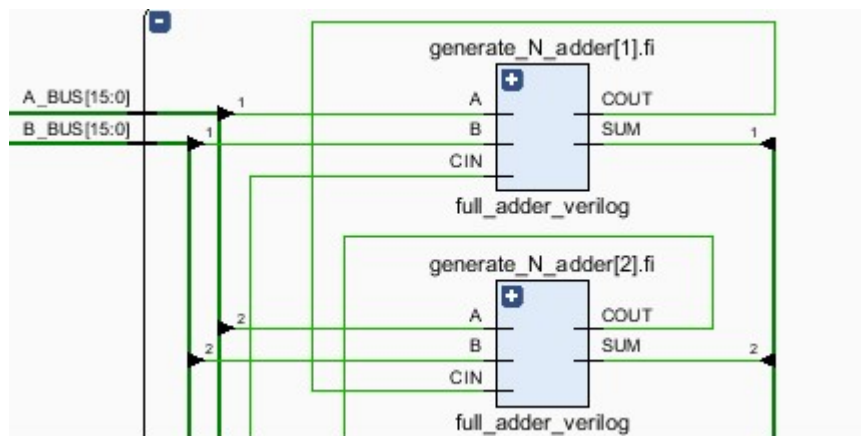 generate_N_adder[1].fi
A_BUS[15:0]
1
A
COUT
B_BUS[15:0]
1
B
SUM
1
CIN
full_adder_verilog
generate_N_adder[2].fi
2
A
COUT
2
B
SUM
2
CIN
full_adder_verilog